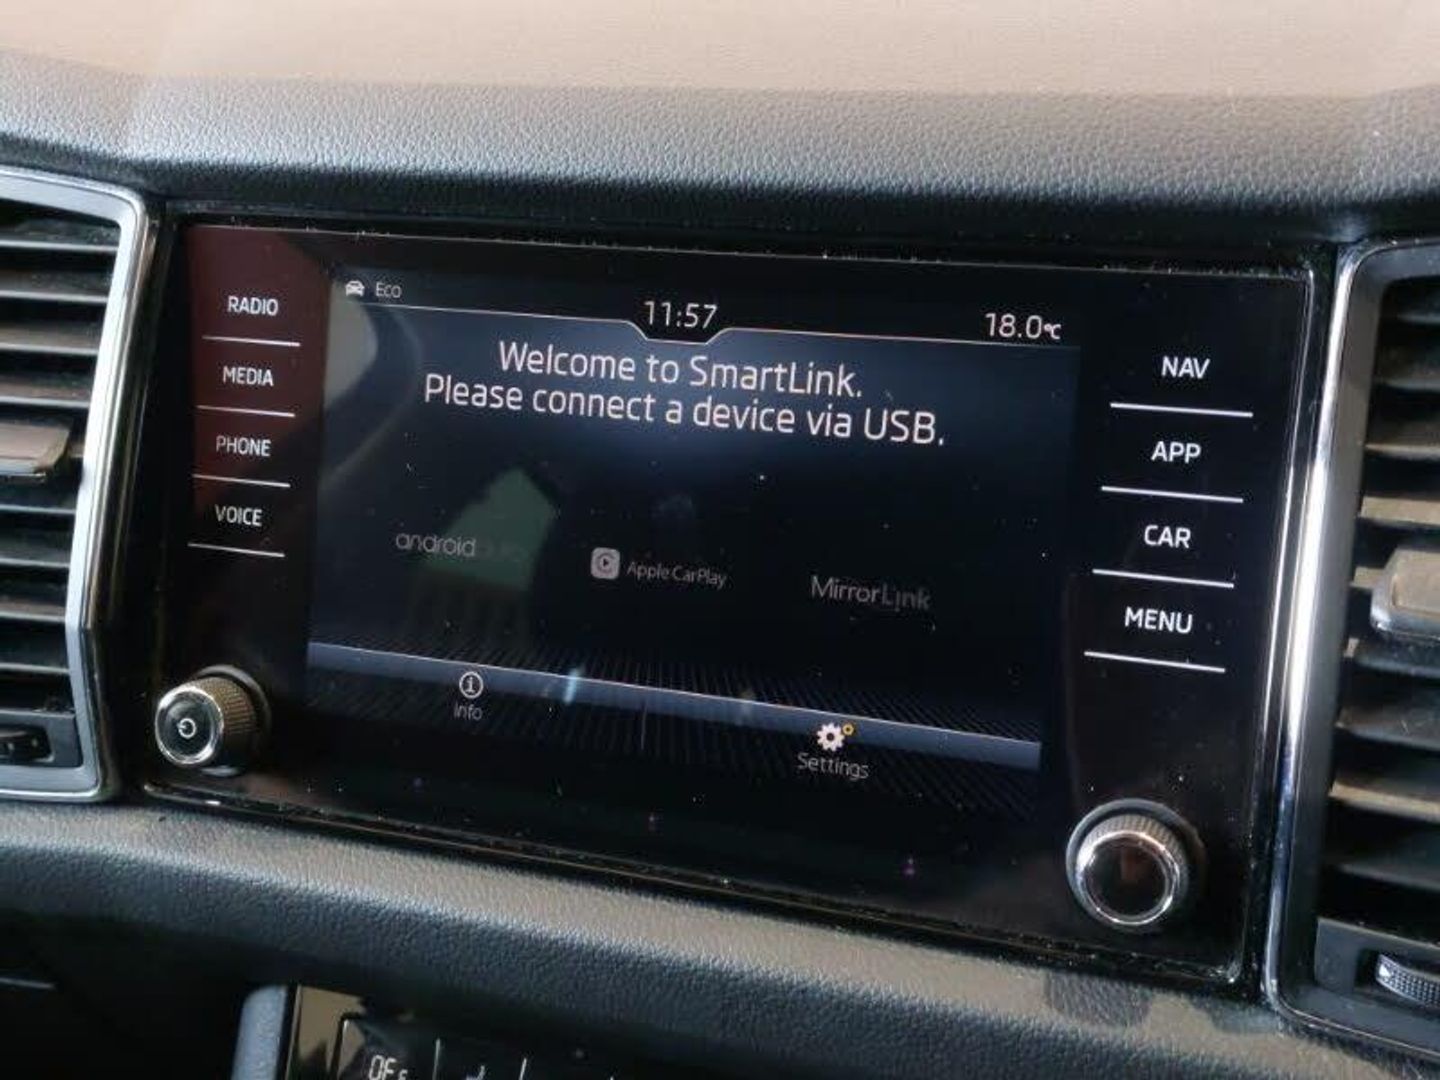 RADIO
MEDIA
PHONE
VOICE
Eco
11:57
18.0°C
Welcome to SmartLink.
Please connect a device via USB.
android
Apple CarPlay
MirrorLink
Info
Settings
NAV
APP
CAR
MENU